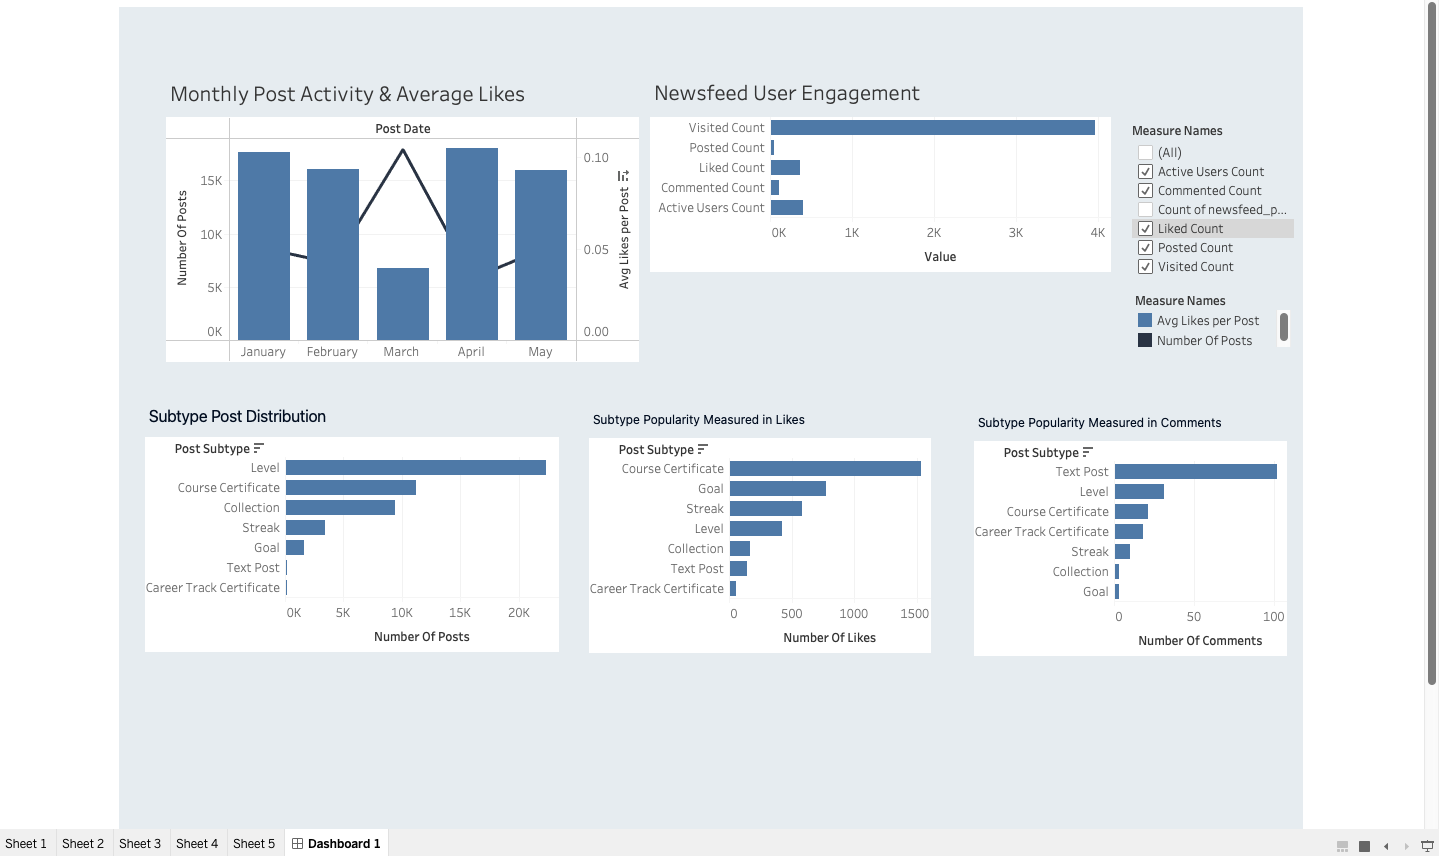 Monthly Post Activity & Average Likes
Post Date
Number Of Posts
15K
10K
5K
0K
0.10
0.05
0.00
Avg Likes per Post
January
February
March
April
May
Newsfeed User Engagement
Visited Count
Posted Count
Liked Count
Commented Count
Active Users Count
0K
1K
2K
3K
4K
Value
Measure Names
(All)
Active Users Count
Commented Count
Count of newsfeed_p...
Liked Count
Posted Count
Visited Count
Measure Names
Avg Likes per Post
Number Of Posts
Subtype Post Distribution
Post Subtype
Level
Course Certificate
Collection
Streak
Goal
Text Post
Career Track Certificate
0K
5K
10K
15K
20K
Number Of Posts
Subtype Popularity Measured in Likes
Post Subtype
Course Certificate
Goal
Streak
Level
Collection
Text Post
Career Track Certificate
0
500
1000
1500
Number Of Likes
Subtype Popularity Measured in Comments
Post Subtype
Text Post
Level
Course Certificate
Career Track Certificate
Streak
Collection
Goal
0
50
100
Number Of Comments
Sheet 1
Sheet 2
Sheet 3
Sheet 4
Sheet 5
Dashboard 1